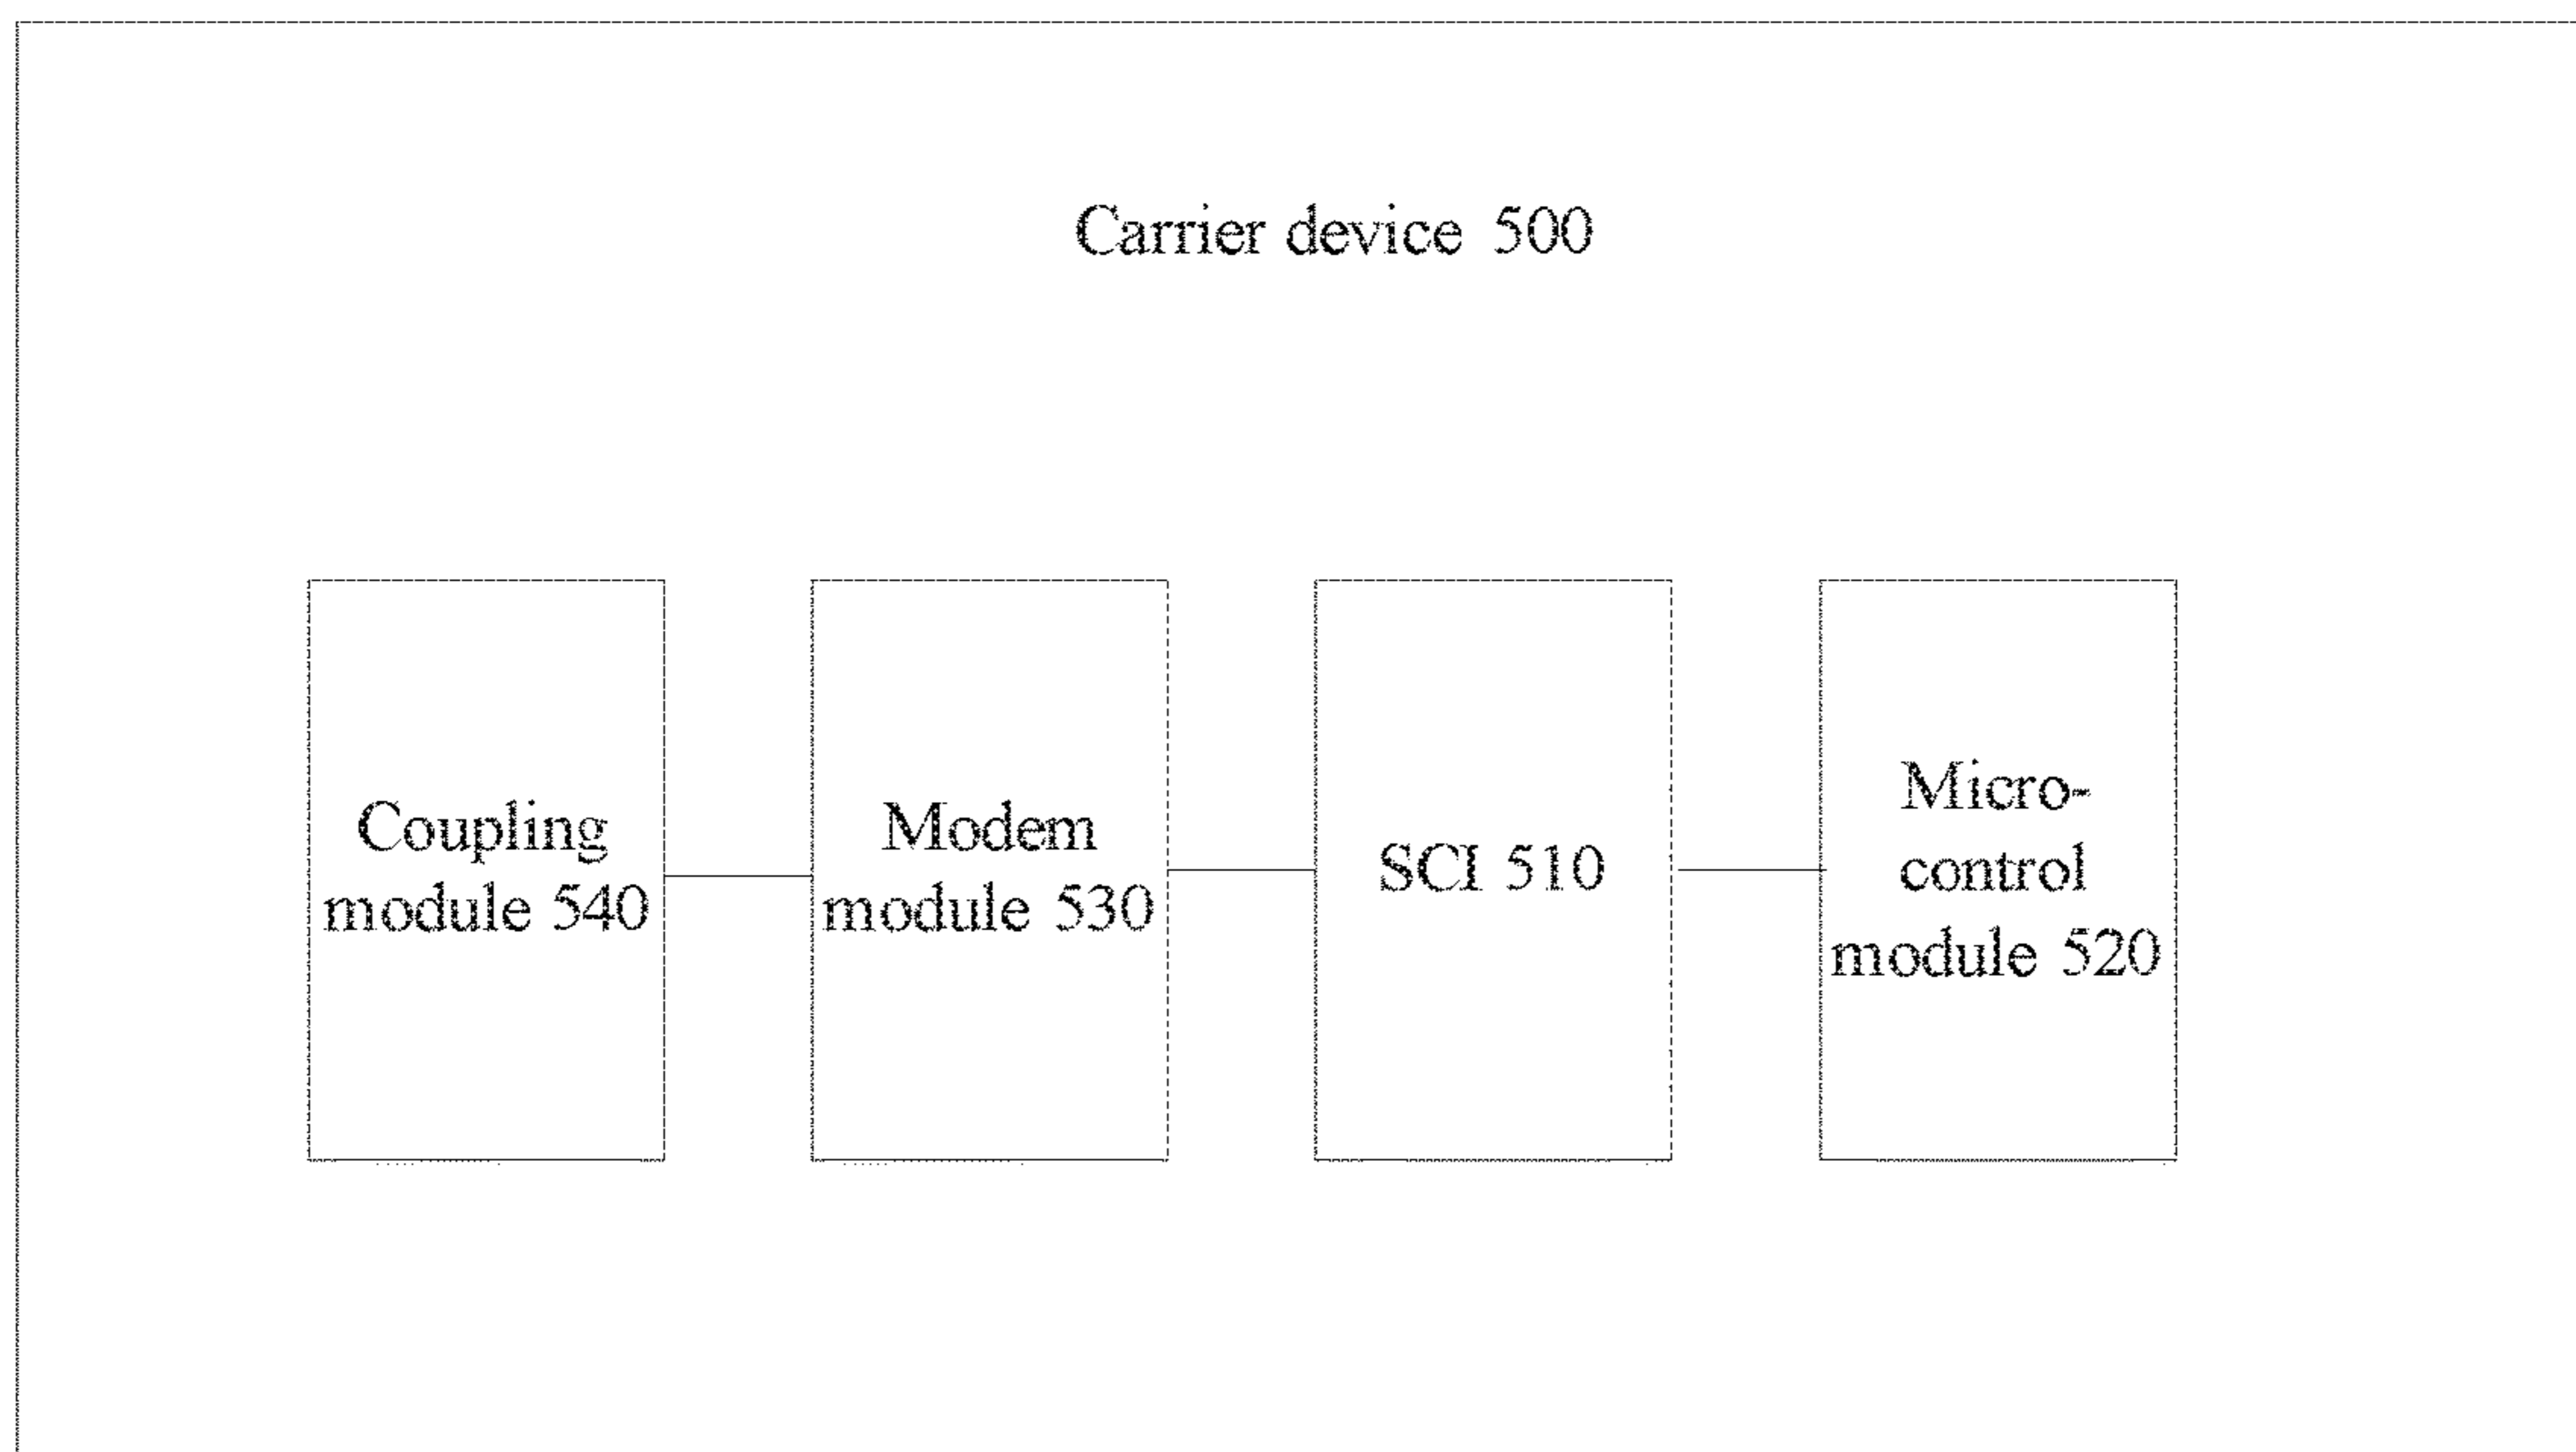 Carrier device 500
Coupling
module 540
Modem
module 530
SCI 510
Micro-
control
module 520